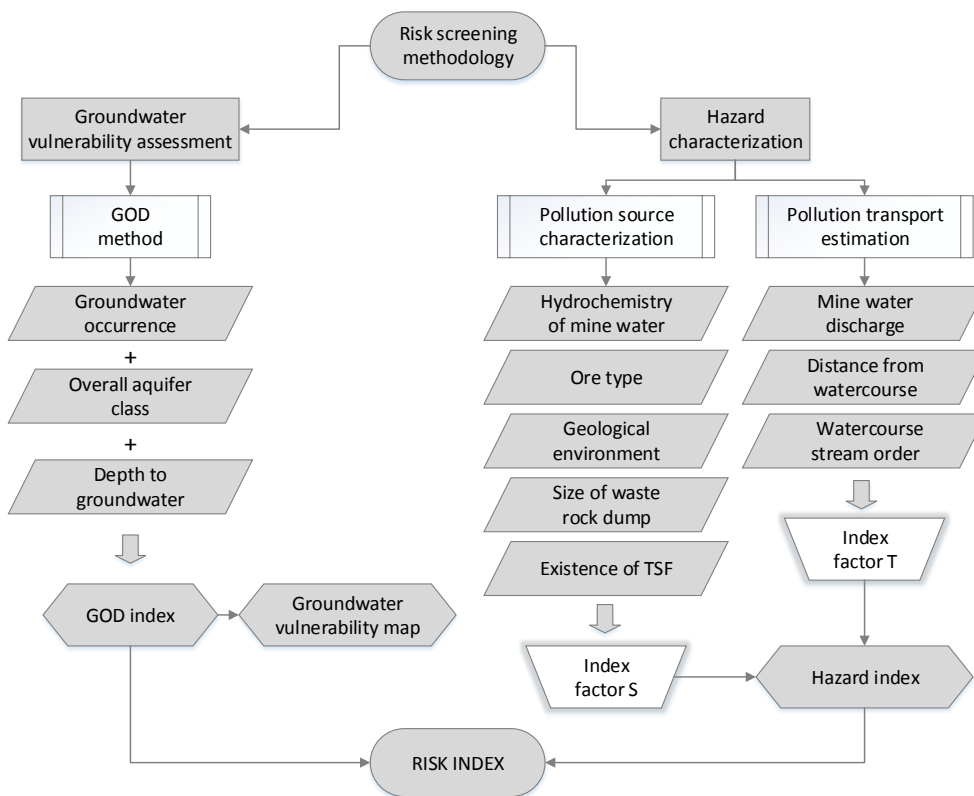 Risk screening
methodology
Groundwater
vulnerability assessment
GOD
method
Groundwater
occurrence
+
Overall aquifer
class
+
Depth to
groundwater
GOD index
Groundwater
vulnerability map
Hazard
characterization
Pollution source
characterization
Hydrochemistry
of mine water
Ore type
Geological
environment
Size of waste
rock dump
Existence of TSF
Index
factor S
Pollution transport
estimation
Mine water
discharge
Distance from
watercourse
Watercourse
stream order
Index
factor T
Hazard index
RISK INDEX